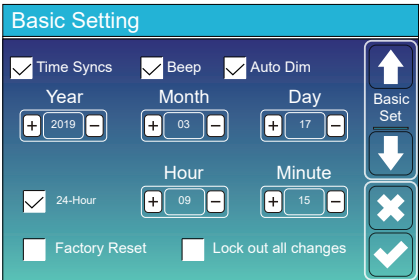 Basic Setting
Time Syncs Beep Auto Dim
Year Month Day
+ 2019 − + 03 − + 17 −
Basic
Set
Hour Minute
24-Hour + 09 − + 15 −
Factory Reset Lock out all changes